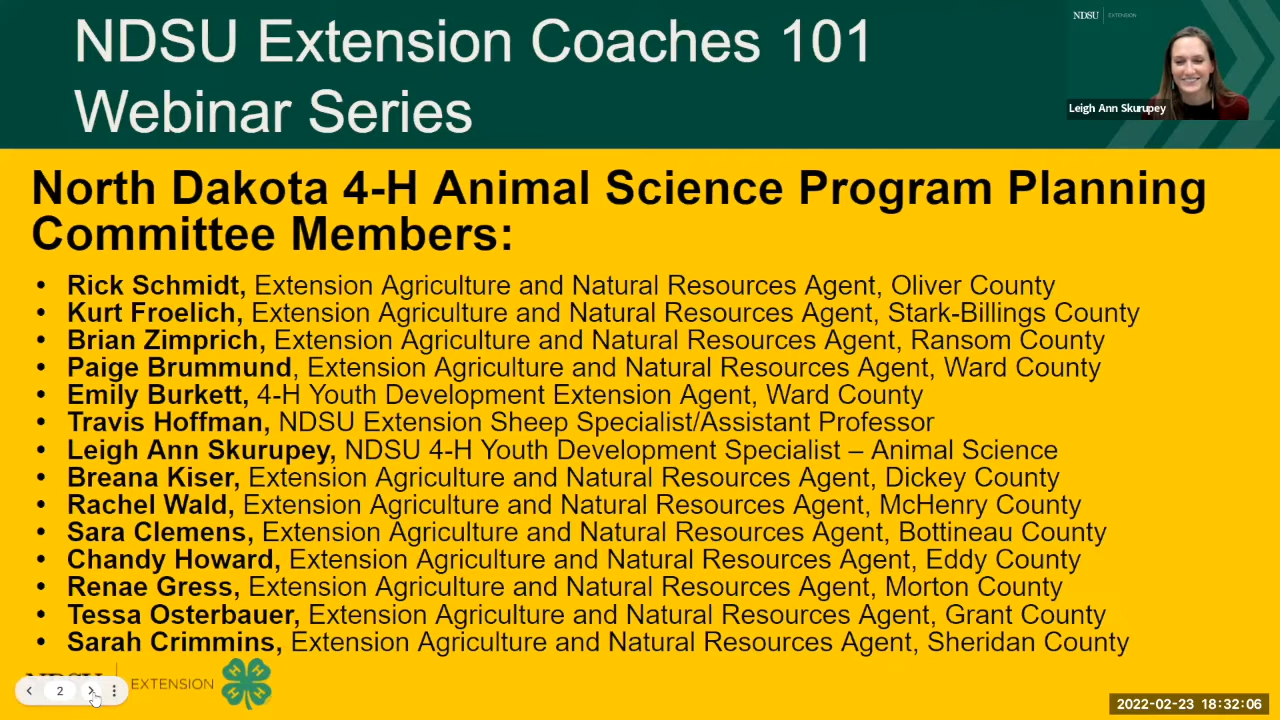 NDSU Extension Coaches 101
Webinar Series
NDSU EXTENSION
Leigh Ann Skurupey
North Dakota 4-H Animal Science Program Planning
Committee Members:
• Rick Schmidt, Extension Agriculture and Natural Resources Agent, Oliver County
• Kurt Froelich, Extension Agriculture and Natural Resources Agent, Stark-Billings County
• Brian Zimprich, Extension Agriculture and Natural Resources Agent, Ransom County
• Paige Brummund, Extension Agriculture and Natural Resources Agent, Ward County
• Emily Burkett, 4-H Youth Development Extension Agent, Ward County
• Travis Hoffman, NDSU Extension Sheep Specialist/Assistant Professor
• Leigh Ann Skurupey, NDSU 4-H Youth Development Specialist – Animal Science
• Breana Kiser, Extension Agriculture and Natural Resources Agent, Dickey County
• Rachel Wald, Extension Agriculture and Natural Resources Agent, McHenry County
• Sara Clemens, Extension Agriculture and Natural Resources Agent, Bottineau County
• Chandy Howard, Extension Agriculture and Natural Resources Agent, Eddy County
• Renae Gress, Extension Agriculture and Natural Resources Agent, Morton County
• Tessa Osterbauer, Extension Agriculture and Natural Resources Agent, Grant County
• Sarah Crimmins, Extension Agriculture and Natural Resources Agent, Sheridan County
EXTENSION
H H H H
2
2022-02-23 18:32:06